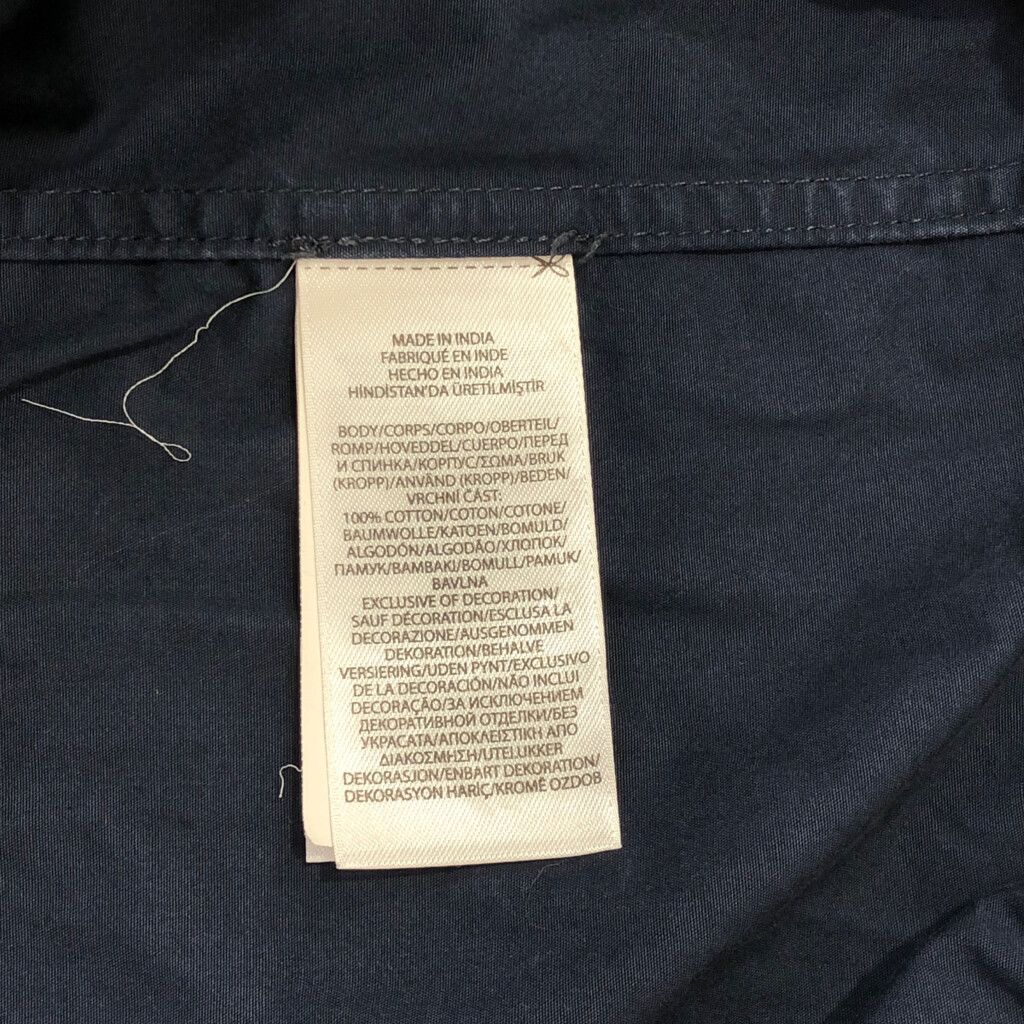 MADE IN INDIA
FABRIQUÉ EN INDE
HECHO EN INDIA
HİNDİSTAN'DA ÜRETİLMİŞTİR
BODY/CORPS/CORPO/OBERTEIL/
ROMP/HOVEDDEL/CUERPO/ПЕРЕД
И СПИНКА/КОРПУС/ΣΩΜΑ/BRUK
(KROPP)/ANVÄND (KROPP)/BEDEN/
VRCHNÍ ČÁST:
100% COTTON/COTON/COTONE/
BAUMWOLLE/KATOEN/BOMULD/
ALGODÓN/ALGODÃO/ХЛОПОК/
ПАМУК/ΒΑΜΒΑΚΙ/BOMULL/PAMUK/
BAVLNA
EXCLUSIVE OF DECORATION/
SAUF DÉCORATION/ESCLUSA LA
DECORAZIONE/AUSGENOMMEN
DEKORATION/BEHALVE
VERSIERING/UDEN PYNT/EXCLUSIVO
DE LA DECORACIÓN/NÃO INCLUI
DECORAÇÃO/ЗА ИСКЛЮЧЕНИЕМ
ДЕКОРАТИВНОЙ ОТДЕЛКИ/БЕЗ
УКРАСАТА/ΑΠΟΚΛΕΙΣΤΙΚΗ ΑΠΟ
ΔΙΑΚΟΣΜΗΣΗ/UTELUKKER
DEKORASJON/ENBART DEKORATION/
DEKORASYON HARİÇ/KROMĚ OZDOB